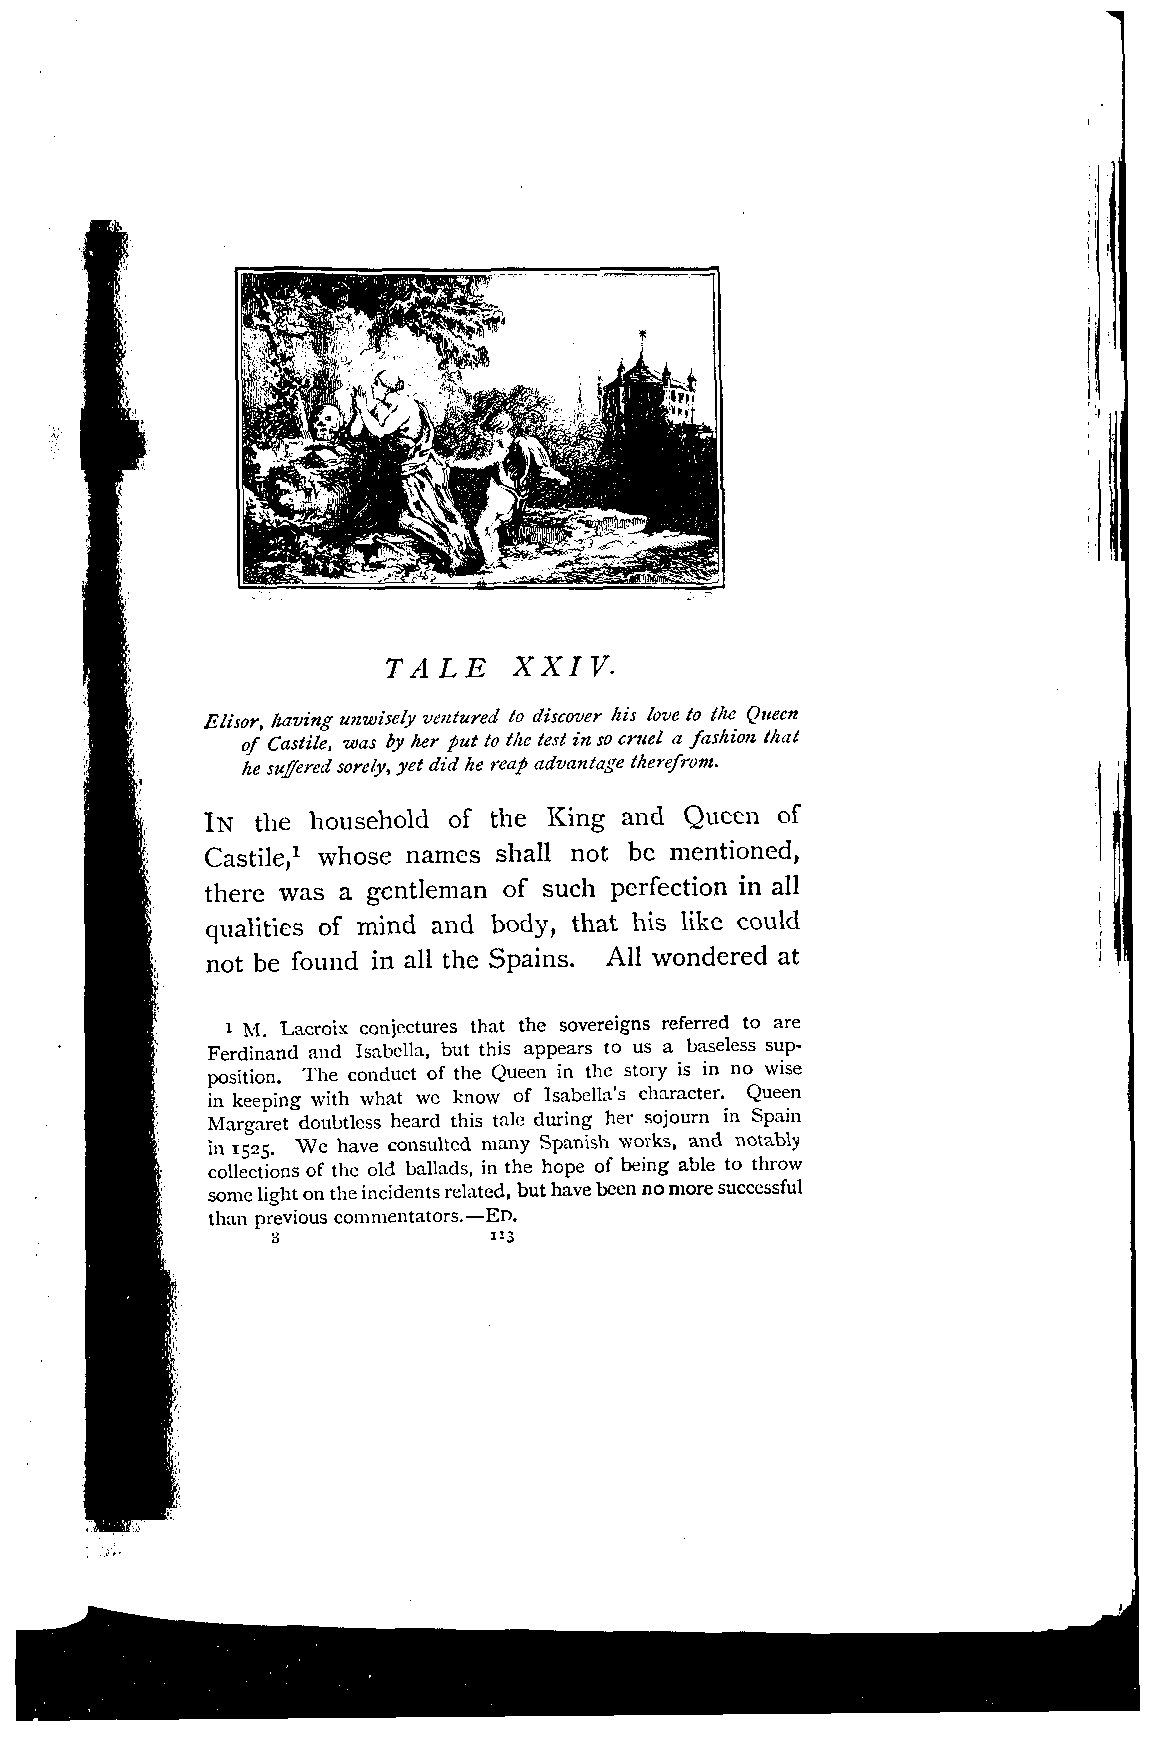 TALE XXIV.
Elisor, having unwisely ventured to discover his love to the Queen
of Castile, was by her put to the test in so cruel a fashion that
he suffered sorely, yet did he reap advantage therefrom.
IN the household of the King and Queen of
Castile,¹ whose names shall not be mentioned,
there was a gentleman of such perfection in all
qualities of mind and body, that his like could
not be found in all the Spains. All wondered at
¹ M. Lacroix conjectures that the sovereigns referred to are
Ferdinand and Isabella, but this appears to us a baseless sup-
position. The conduct of the Queen in the story is in no wise
in keeping with what we know of Isabella's character. Queen
Margaret doubtless heard this tale during her sojourn in Spain
in 1525. We have consulted many Spanish works, and notably
collections of the old ballads, in the hope of being able to throw
some light on the incidents related, but have been no more successful
than previous commentators.—ED.
3 113